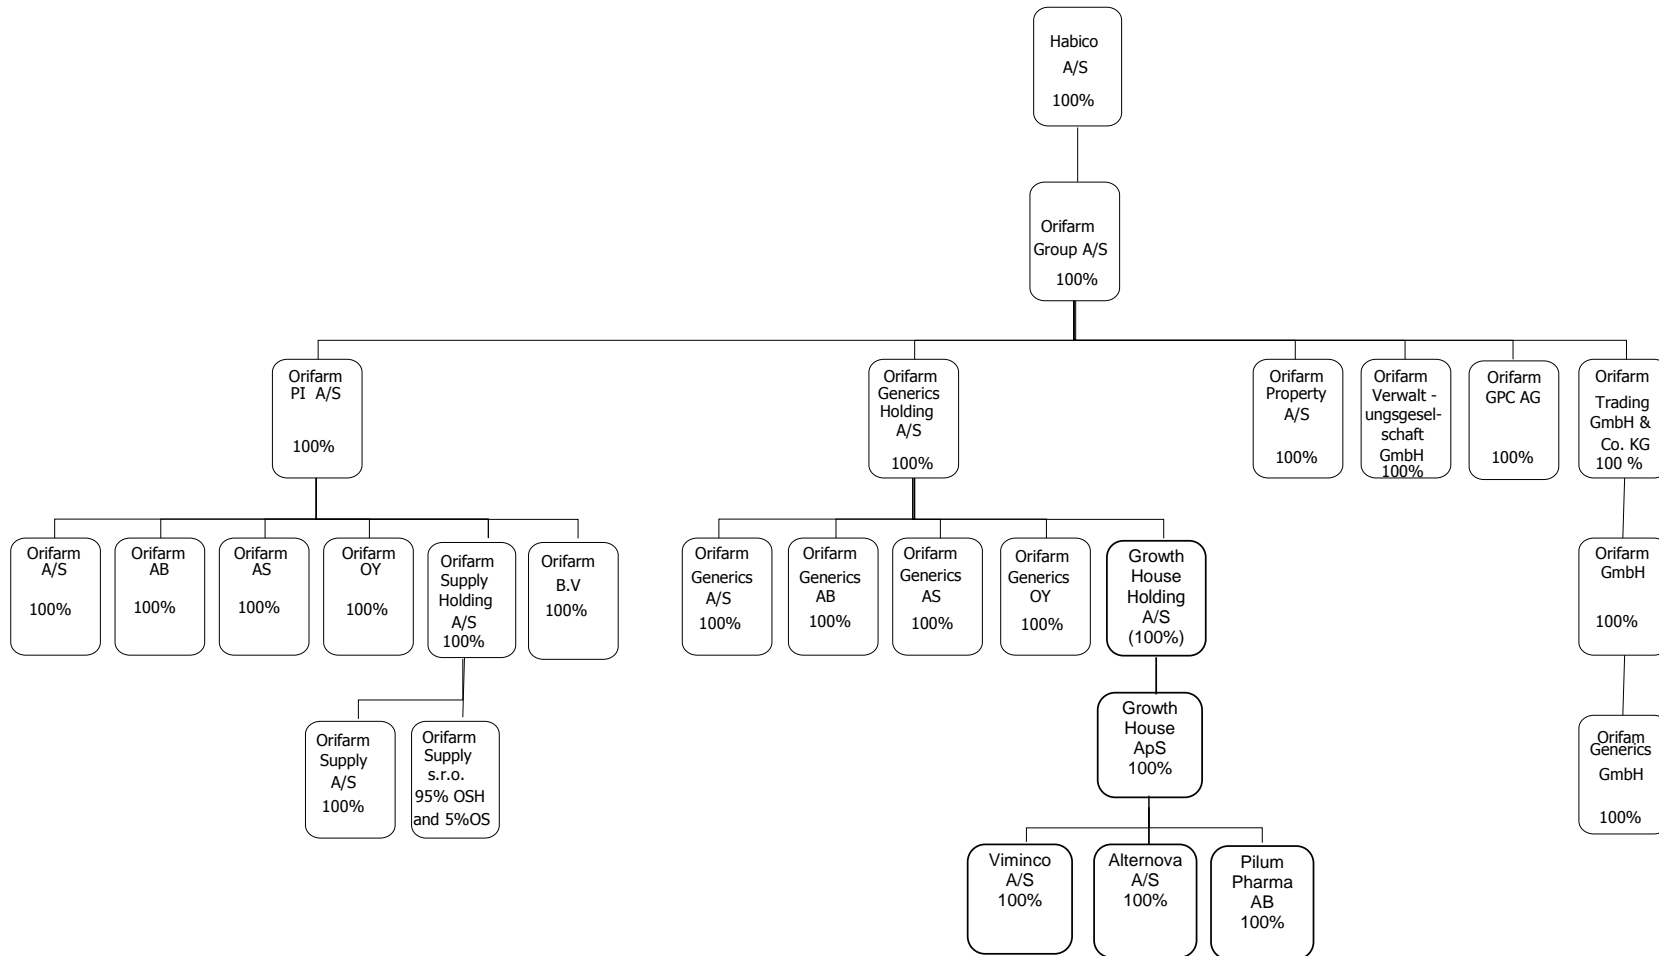 Habico
A/S
100%
Orifarm
Group A/S
100%
Orifarm
PI A/S
100%
Orifarm
Generics
Holding
A/S
100%
Orifarm
Property
A/S
100%
Orifarm
Verwalt -
ungsgesel-
schaft
GmbH
100%
Orifarm
GPC AG
100%
Orifarm
Trading
GmbH &
Co. KG
100 %
Orifarm
A/S
100%
Orifarm
AB
100%
Orifarm
AS
100%
Orifarm
OY
100%
Orifarm
Supply
Holding
A/S
100%
Orifarm
B.V
100%
Orifarm
Generics
A/S
100%
Orifarm
Generics
AB
100%
Orifarm
Generics
AS
100%
Orifarm
Generics
OY
100%
Growth
House
Holding
A/S
(100%)
Orifarm
GmbH
100%
Orifarm
Supply
A/S
100%
Orifarm
Supply
s.r.o.
95% OSH
and 5%OS
Growth
House
ApS
100%
Orifam
Generics
GmbH
100%
Viminco
A/S
100%
Alternova
A/S
100%
Pilum
Pharma
AB
100%